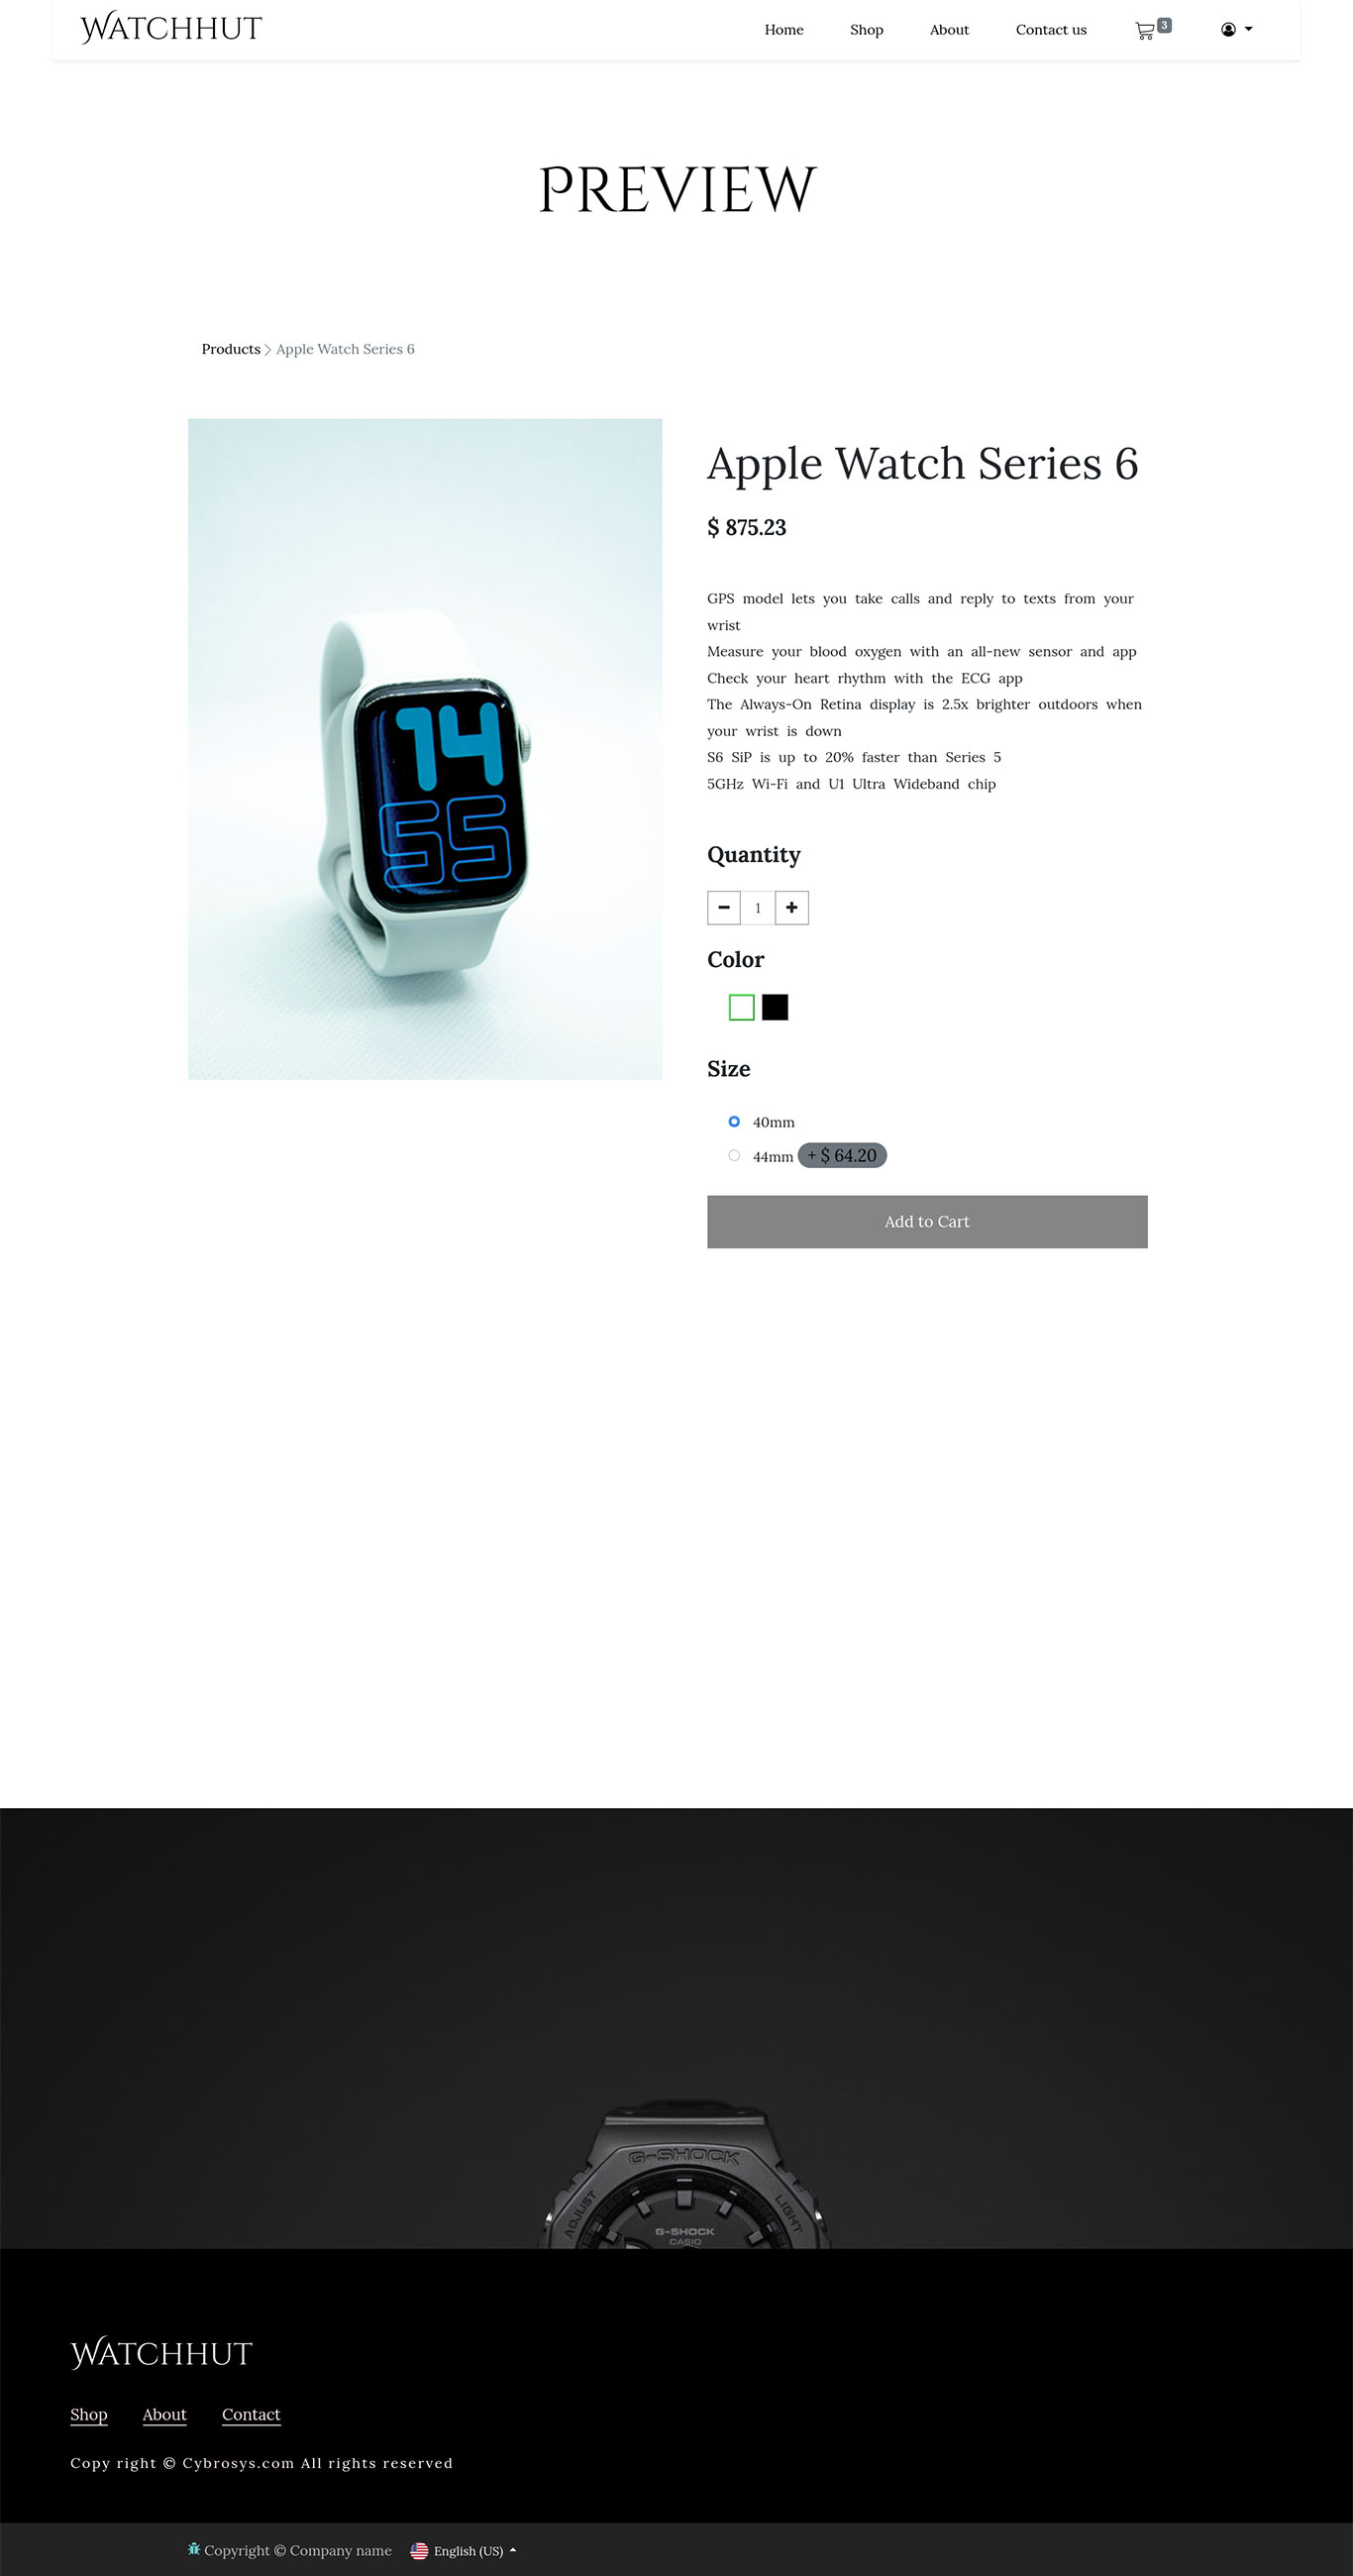 WATCHHUT
Home Shop About Contact us 3
PREVIEW
Products > Apple Watch Series 6
14
55
Apple Watch Series 6
$ 875.23
GPS model lets you take calls and reply to texts from your
wrist
Measure your blood oxygen with an all-new sensor and app
Check your heart rhythm with the ECG app
The Always-On Retina display is 2.5x brighter outdoors when
your wrist is down
S6 SiP is up to 20% faster than Series 5
5GHz Wi-Fi and U1 Ultra Wideband chip
Quantity
1
Color
Size
40mm
44mm + $ 64.20
Add to Cart
G-SHOCK
ADJUST
LIGHT
G-SHOCK
CASIO
WATCHHUT
Shop About Contact
Copy right © Cybrosys.com All rights reserved
Copyright © Company name English (US)